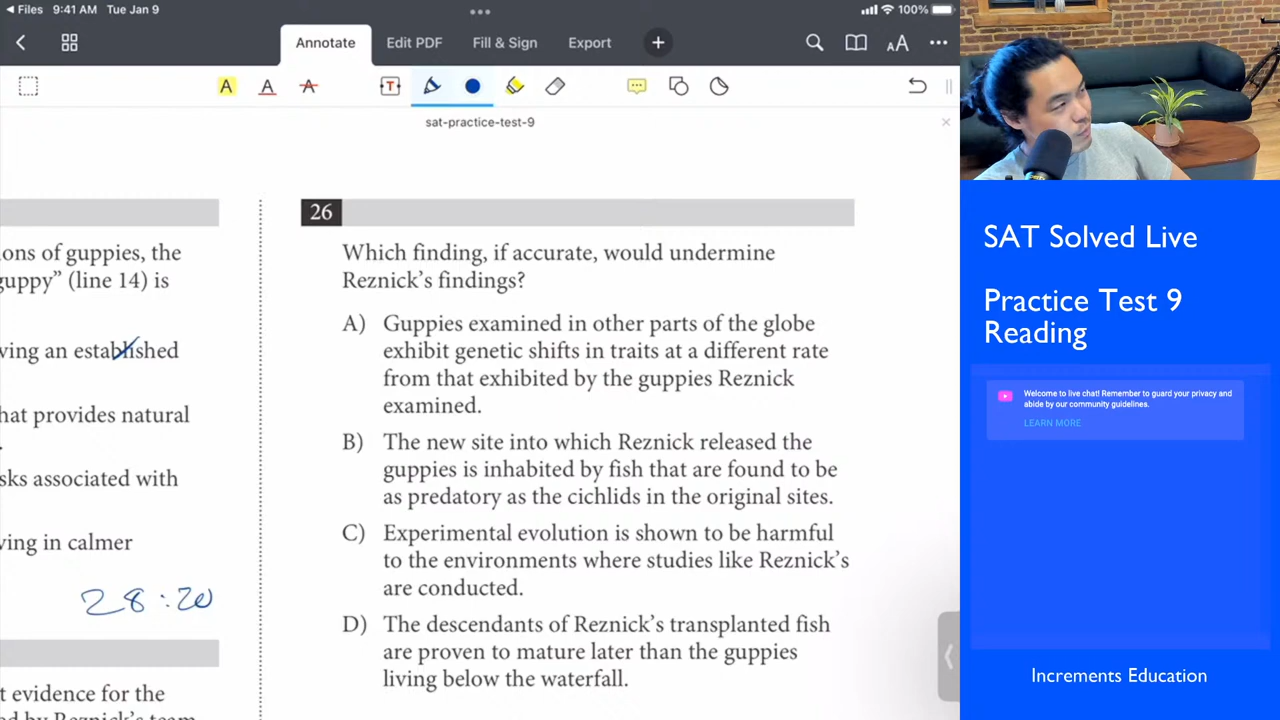 Files 9:41 AM Tue Jan 9 100%
Annotate Edit PDF Fill & Sign Export
sat-practice-test-9
26
ons of guppies, the
guppy” (line 14) is
ving an established
hat provides natural
sks associated with
ving in calmer
28:20
t evidence for the
ed by Reznick’s team
Which finding, if accurate, would undermine
Reznick’s findings?
A) Guppies examined in other parts of the globe
exhibit genetic shifts in traits at a different rate
from that exhibited by the guppies Reznick
examined.
B) The new site into which Reznick released the
guppies is inhabited by fish that are found to be
as predatory as the cichlids in the original sites.
C) Experimental evolution is shown to be harmful
to the environments where studies like Reznick’s
are conducted.
D) The descendants of Reznick’s transplanted fish
are proven to mature later than the guppies
living below the waterfall.
SAT Solved Live
Practice Test 9
Reading
Welcome to live chat! Remember to guard your privacy and
abide by our community guidelines.
LEARN MORE
Increments Education